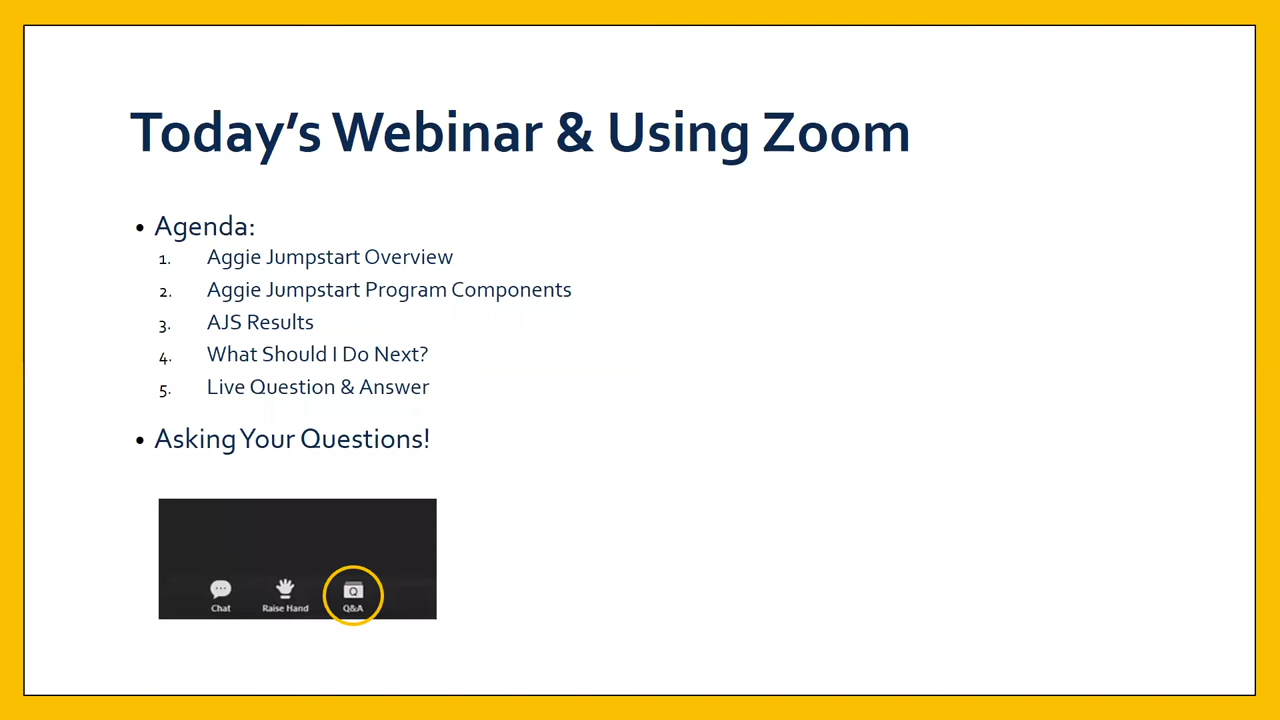 Today's Webinar & Using Zoom
• Agenda:
1. Aggie Jumpstart Overview
2. Aggie Jumpstart Program Components
3. AJS Results
4. What Should I Do Next?
5. Live Question & Answer
• Asking Your Questions!
Chat Raise Hand Q&A